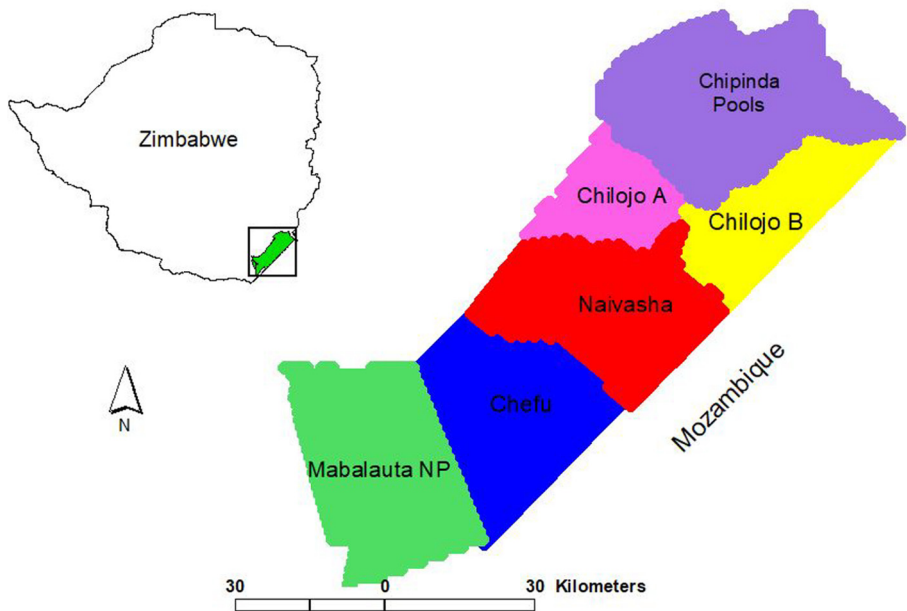 Chipinda
Pools
Zimbabwe
Chilojo A
Chilojo B
Naivasha
Mozambique
Chefu
N
Mabalauta NP
30 0 30 Kilometers